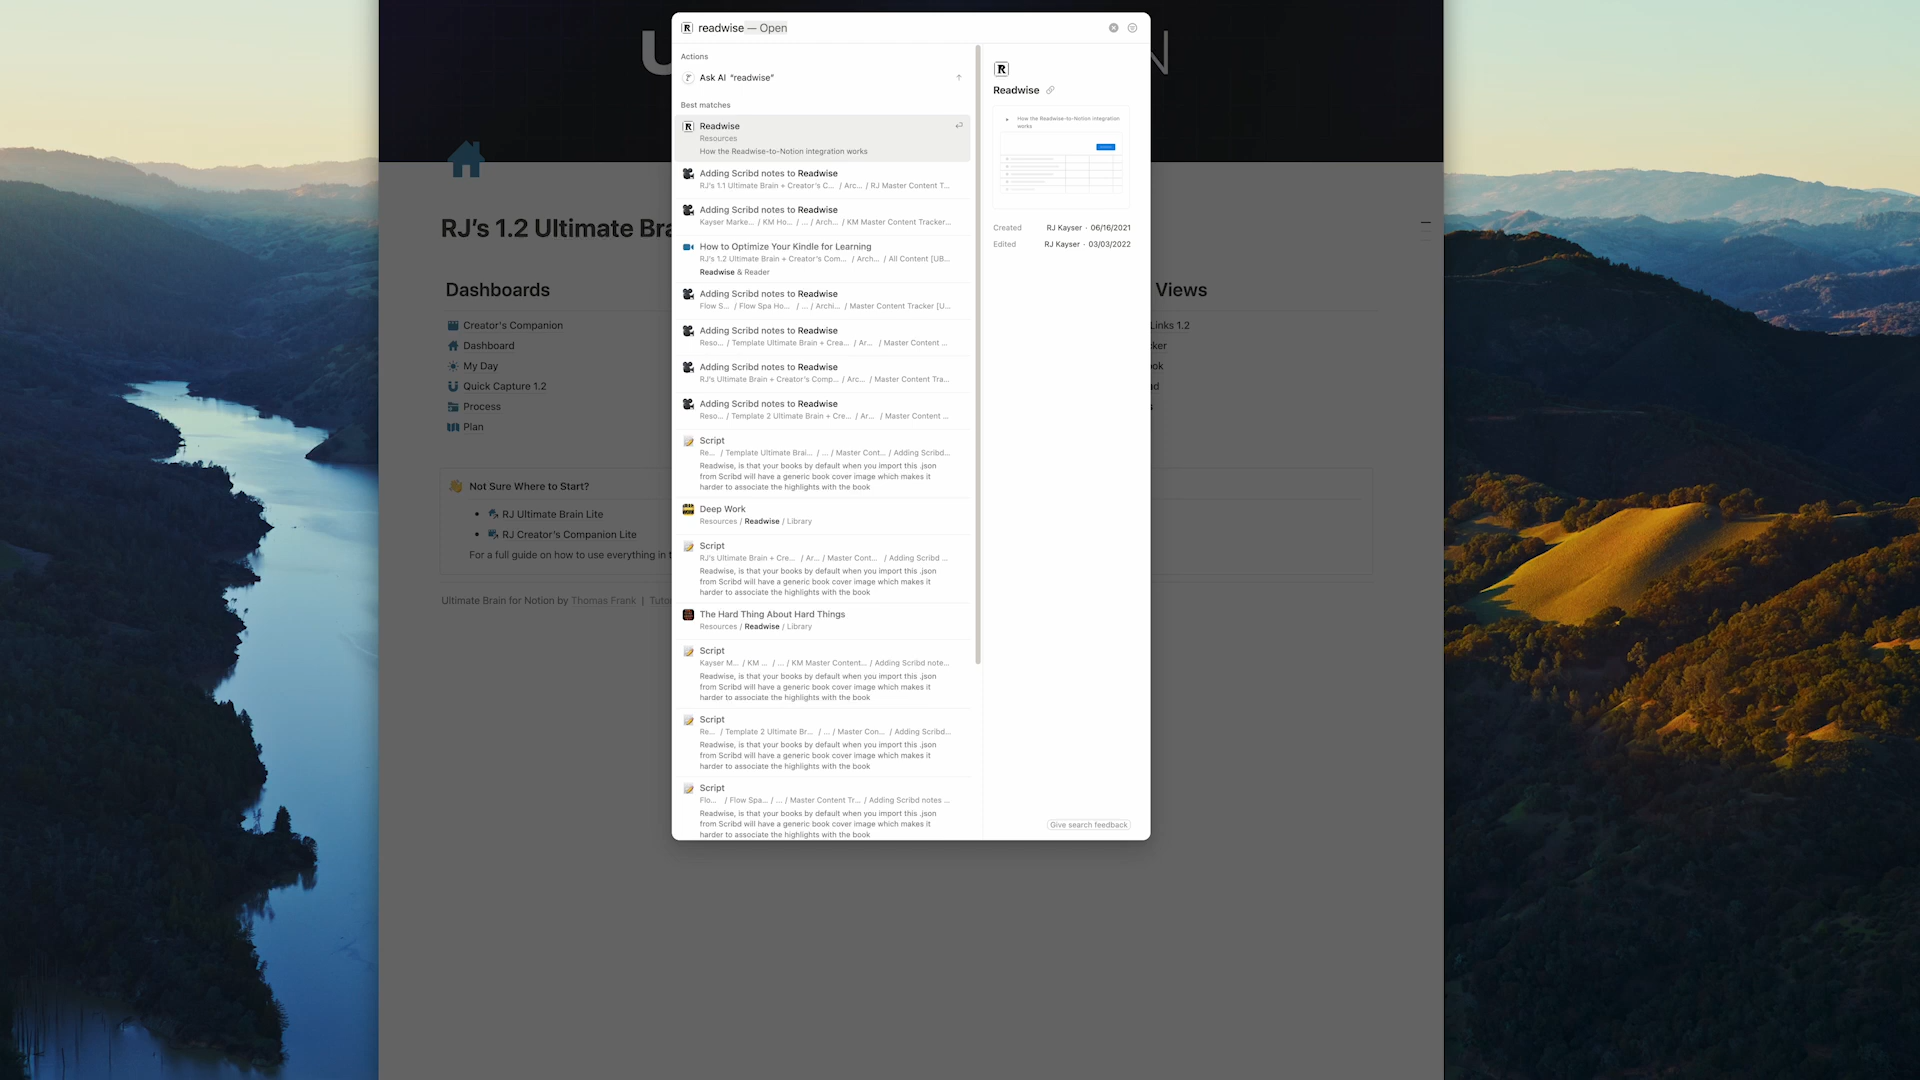 readwise — Open
Actions
Ask AI “readwise”
Best matches
Readwise
Resources
How the Readwise-to-Notion integration works
Adding Scribd notes to Readwise
RJ's 1.1 Ultimate Brain + Creator's C... / Arc... / RJ Master Content T...
Adding Scribd notes to Readwise
Kayser Marke... / KM Ho... / ... / Arch... / KM Master Content Tracker...
How to Optimize Your Kindle for Learning
RJ's 1.2 Ultimate Brain + Creator's Com... / Arch... / All Content [UB...
Readwise & Reader
Adding Scribd notes to Readwise
Flow S... / Flow Spa Ho... / ... / Archi... / Master Content Tracker [U...
Adding Scribd notes to Readwise
Reso... / Template Ultimate Brain + Crea... / Ar... / Master Content ...
Adding Scribd notes to Readwise
RJ's Ultimate Brain + Creator's Comp... / Arc... / Master Content Tra...
Adding Scribd notes to Readwise
Reso... / Template 2 Ultimate Brain + Cre... / Ar... / Master Content ...
Script
Re... / Template Ultimate Brai... / ... / Master Cont... / Adding Scribd...
Readwise, is that your books by default when you import this .json
from Scribd will have a generic book cover image which makes it
harder to associate the highlights with the book
Deep Work
Resources / Readwise / Library
Script
RJ's Ultimate Brain + Cre... / Ar... / Master Cont... / Adding Scribd ...
Readwise, is that your books by default when you import this .json
from Scribd will have a generic book cover image which makes it
harder to associate the highlights with the book
The Hard Thing About Hard Things
Resources / Readwise / Library
Script
Kayser M... / KM ... / ... / KM Master Content... / Adding Scribd note...
Readwise, is that your books by default when you import this .json
from Scribd will have a generic book cover image which makes it
harder to associate the highlights with the book
Script
Re... / Template 2 Ultimate Br... / ... / Master Con... / Adding Scribd...
Readwise, is that your books by default when you import this .json
from Scribd will have a generic book cover image which makes it
harder to associate the highlights with the book
Script
Flo... / Flow Spa... / ... / Master Content Tr... / Adding Scribd notes ...
Readwise, is that your books by default when you import this .json
from Scribd will have a generic book cover image which makes it
harder to associate the highlights with the book
Readwise
How the Readwise-to-Notion integration
works
Created RJ Kayser · 06/16/2021
Edited RJ Kayser · 03/03/2022
Give search feedback
RJ's 1.2 Ultimate Bra
Dashboards
Creator's Companion
Dashboard
My Day
Quick Capture 1.2
Process
Plan
Views
Links 1.2
Not Sure Where to Start?
RJ Ultimate Brain Lite
RJ Creator's Companion Lite
For a full guide on how to use everything in t
Ultimate Brain for Notion by Thomas Frank | Tuto